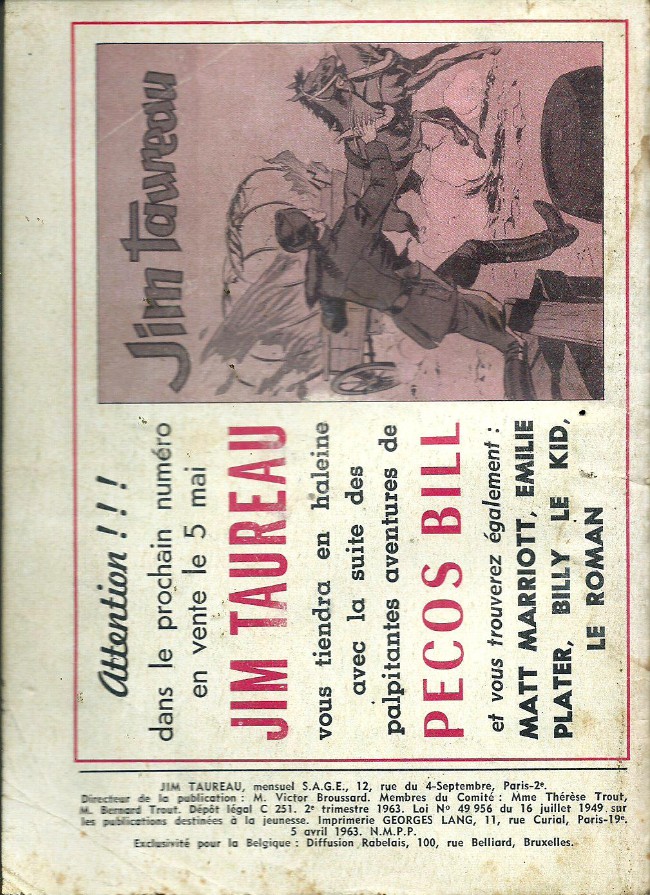 Attention ! ! !
dans le prochain numéro
en vente le 5 mai
JIM TAUREAU
vous tiendra en haleine
avec la suite des
palpitantes aventures de
PECOS BILL
et vous trouverez également :
MATT MARRIOTT, EMILIE
PLATER, BILLY LE KID,
LE ROMAN
Jim taureau
JIM TAUREAU, mensuel S.A.G.E., 12, rue du 4-Septembre, Paris-2e.
Directeur de la publication : M. Victor Broussard. Membres du Comité : Mme Thérèse Trout,
M. Bernard Trout. Dépôt légal C 251. 2e trimestre 1963. Loi No 49 956 du 16 juillet 1949 sur
les publications destinées à la jeunesse. Imprimerie GEORGES LANG, 11, rue Curial, Paris-19e.
5 avril 1963. N.M.P.P.
Exclusivité pour la Belgique : Diffusion Rabelais, 100, rue Belliard, Bruxelles.